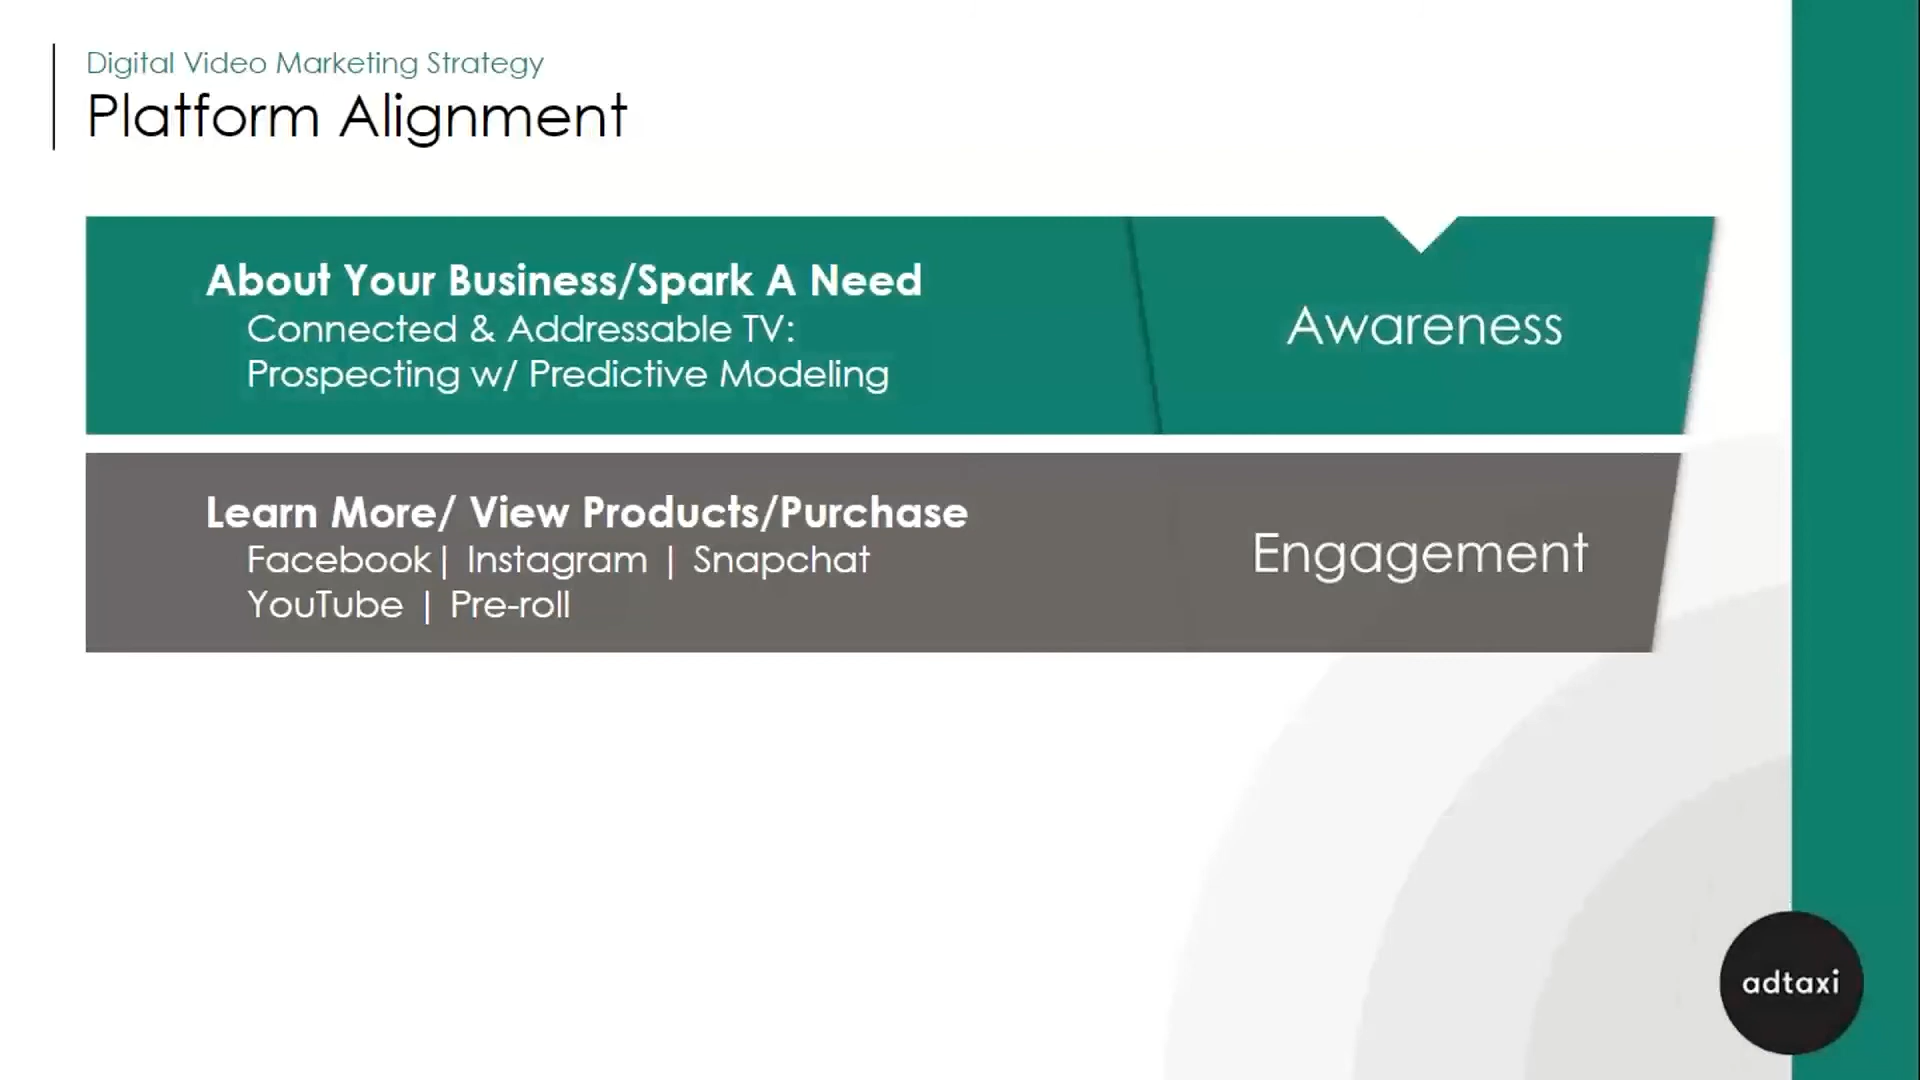 Digital Video Marketing Strategy
Platform Alignment
About Your Business/Spark A Need
Connected & Addressable TV:
Prospecting w/ Predictive Modeling
Awareness
Learn More/ View Products/Purchase
Facebook| Instagram | Snapchat
YouTube | Pre-roll
Engagement
adtaxi